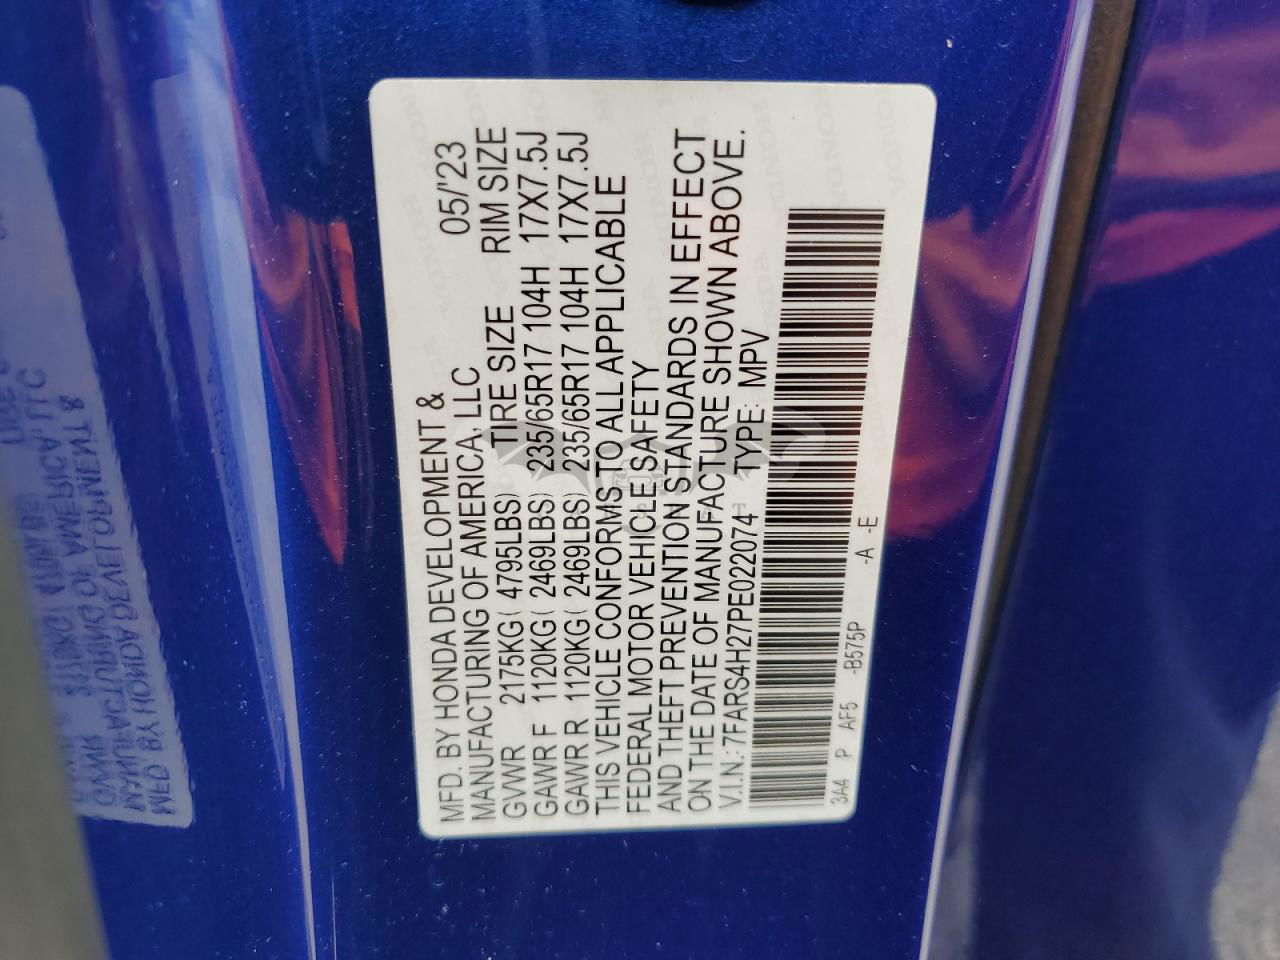 MFD. BY HONDA DEVELOPMENT &
MANUFACTURING OF AMERICA, LLC 05/'23
GVWR 2175KG( 4795LBS) TIRE SIZE RIM SIZE
GAWR F 1120KG( 2469LBS) 235/65R17 104H 17X7.5J
GAWR R 1120KG( 2469LBS) 235/65R17 104H 17X7.5J
THIS VEHICLE CONFORMS TO ALL APPLICABLE
FEDERAL MOTOR VEHICLE SAFETY
AND THEFT PREVENTION STANDARDS IN EFFECT
ON THE DATE OF MANUFACTURE SHOWN ABOVE.
V.I.N.: 7FARS4H27PE022074 TYPE: MPV
3A4 P AF5 -B575P -A -E